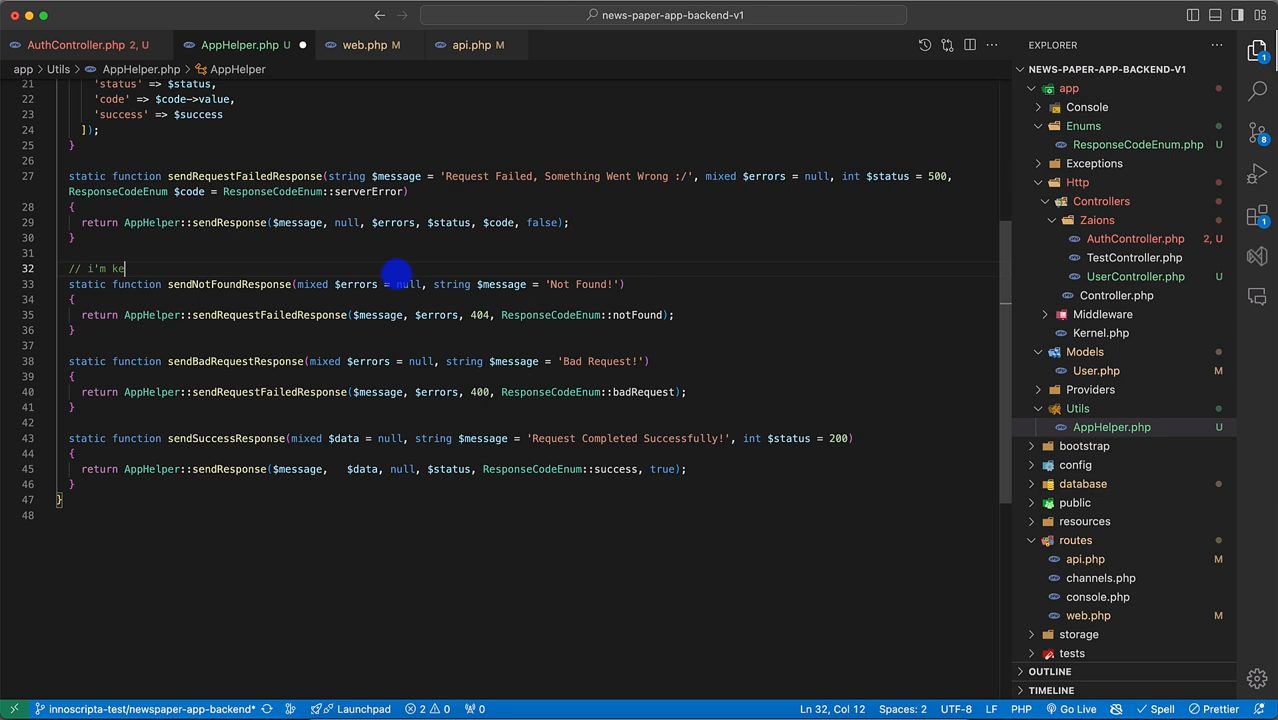 news-paper-app-backend-v1
AuthController.php 2, U
AppHelper.php U
web.php M
api.php M
app > Utils > AppHelper.php > AppHelper
21 'status' => $status,
22 'code' => $code->value,
23 'success' => $success
24 ]);
25 }
26
27 static function sendRequestFailedResponse(string $message = 'Request Failed, Something Went Wrong :/', mixed $errors = null, int $status = 500,
ResponseCodeEnum $code = ResponseCodeEnum::serverError)
28 {
29 return AppHelper::sendResponse($message, null, $errors, $status, $code, false);
30 }
31
32 // i'm ke
33 static function sendNotFoundResponse(mixed $errors = null, string $message = 'Not Found!')
34 {
35 return AppHelper::sendRequestFailedResponse($message, $errors, 404, ResponseCodeEnum::notFound);
36 }
37
38 static function sendBadRequestResponse(mixed $errors = null, string $message = 'Bad Request!')
39 {
40 return AppHelper::sendRequestFailedResponse($message, $errors, 400, ResponseCodeEnum::badRequest);
41 }
42
43 static function sendSuccessResponse(mixed $data = null, string $message = 'Request Completed Successfully!', int $status = 200)
44 {
45 return AppHelper::sendResponse($message, $data, null, $status, ResponseCodeEnum::success, true);
46 }
47 }
48
EXPLORER
NEWS-PAPER-APP-BACKEND-V1
app
Console
Enums
ResponseCodeEnum.php U
Exceptions
Http
Controllers
Zaions
AuthController.php 2, U
TestController.php
UserController.php U
Controller.php
Middleware
Kernel.php
Models
User.php M
Providers
Utils
AppHelper.php U
bootstrap
config
database
public
resources
routes
api.php M
channels.php
console.php
web.php M
storage
tests
OUTLINE
TIMELINE
1
8
1
innoscripta-test/newspaper-app-backend* Launchpad 2 0 0 Ln 32, Col 12 Spaces: 2 UTF-8 LF PHP Go Live Spell Prettier